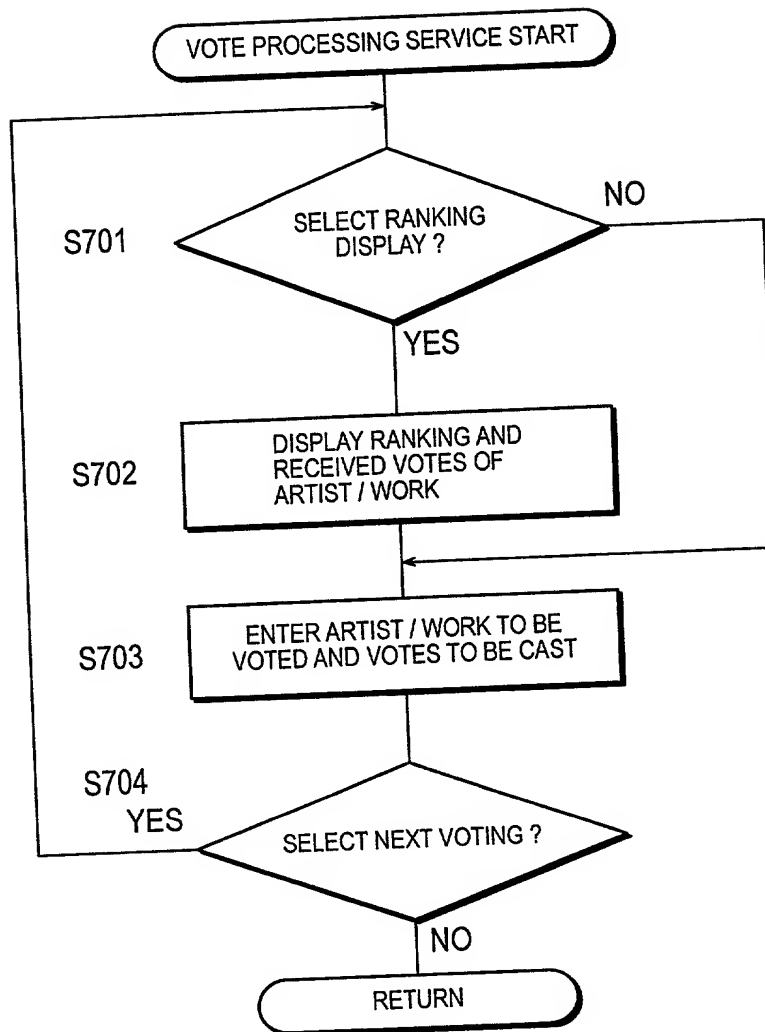 VOTE PROCESSING SERVICE START
S701
SELECT RANKING
DISPLAY ?
NO
YES
S702
DISPLAY RANKING AND
RECEIVED VOTES OF
ARTIST / WORK
S703
ENTER ARTIST / WORK TO BE
VOTED AND VOTES TO BE CAST
S704
YES
SELECT NEXT VOTING ?
NO
RETURN